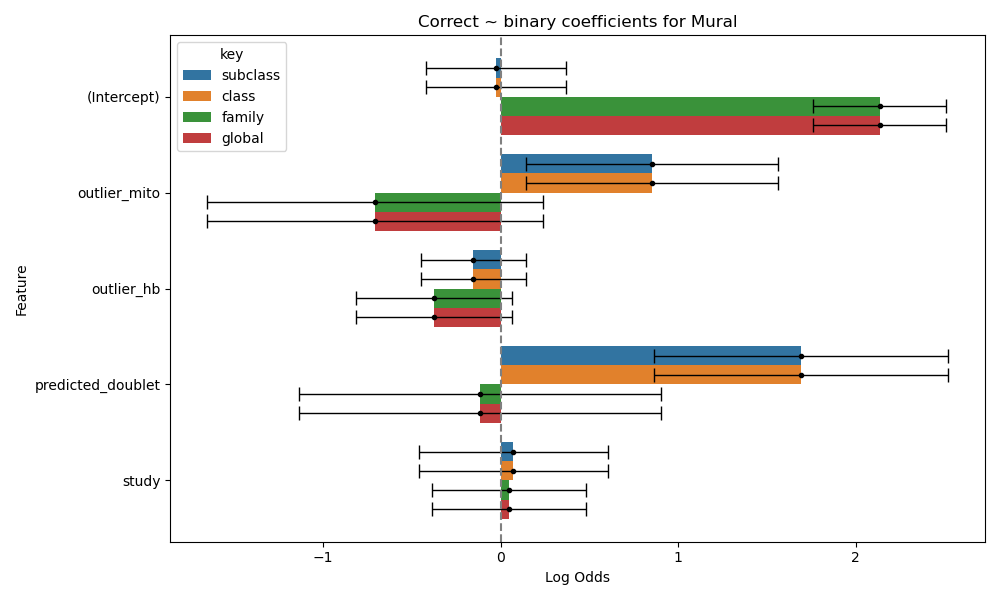 Correct ~ binary coefficients for Mural
key
subclass
class
family
global
(Intercept)
outlier_mito
outlier_hb
predicted_doublet
study
Feature
−1
0
1
2
Log Odds